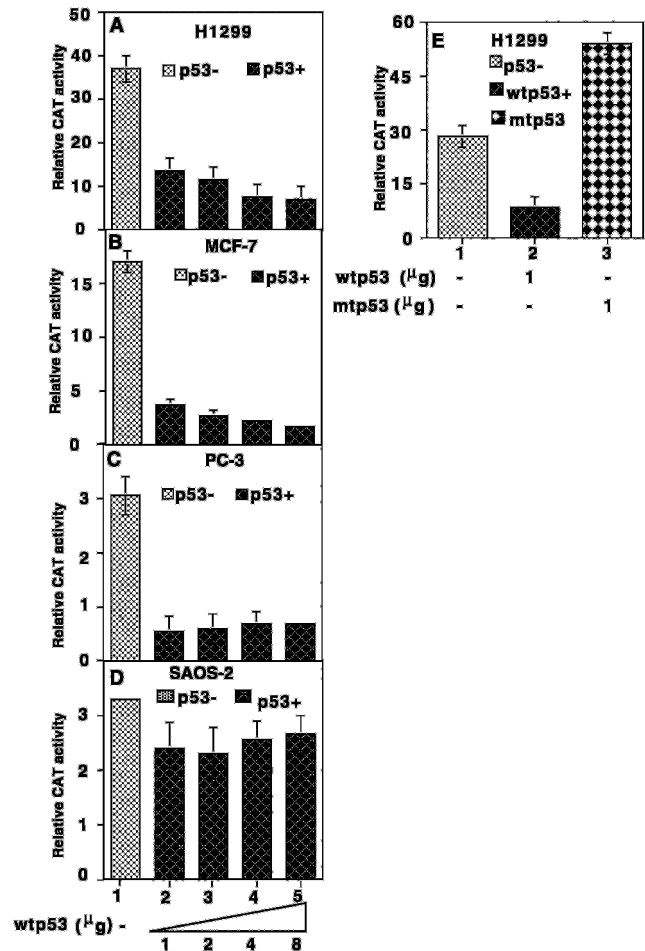 A
H1299
p53- p53+
Relative CAT activity
50
40
30
20
10
0
B
MCF-7
p53- p53+
Relative CAT activity
15
10
5
0
C
PC-3
p53- p53+
Relative CAT activity
3
2
1
0
D
SAOS-2
p53- p53+
Relative CAT activity
3
2
1
0
1 2 3 4 5
wtp53 (µg) -
1 2 4 8
E
H1299
p53-
wtp53+
mtp53
Relative CAT activity
60
45
30
15
0
1 2 3
wtp53 (µg) - 1 -
mtp53 (µg) - - 1